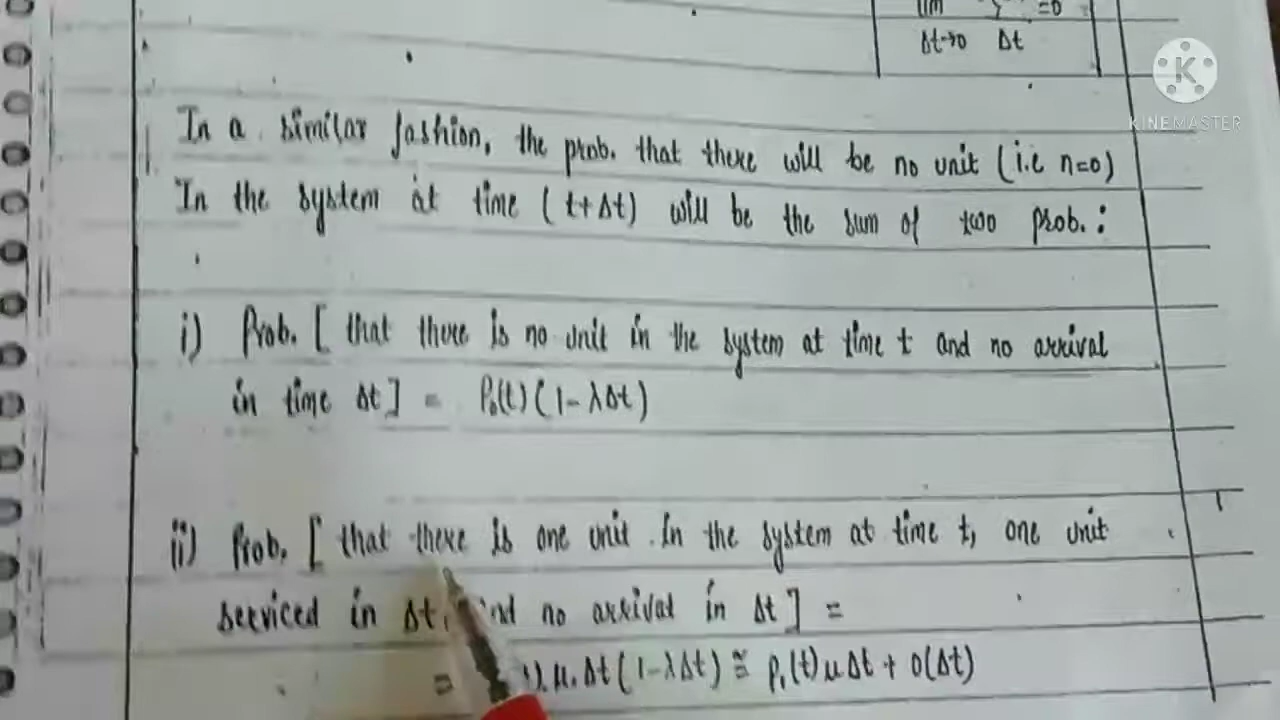 lim =0
Δt→0 Δt
K
KINEMASTER
In a similar fashion, the prob. that there will be no unit (i.e n=0)
In the system at time (t+Δt) will be the sum of two prob. :
i) Prob. [ that there is no unit in the system at time t and no arrival
in time Δt] = P₀(t)(1-λΔt)
ii) Prob. [ that there is one unit in the system at time t, one unit
serviced in Δt, and no arrival in Δt] =
= ).μ.Δt(1-λΔt) ≅ P₁(t)μΔt + 0(Δt)